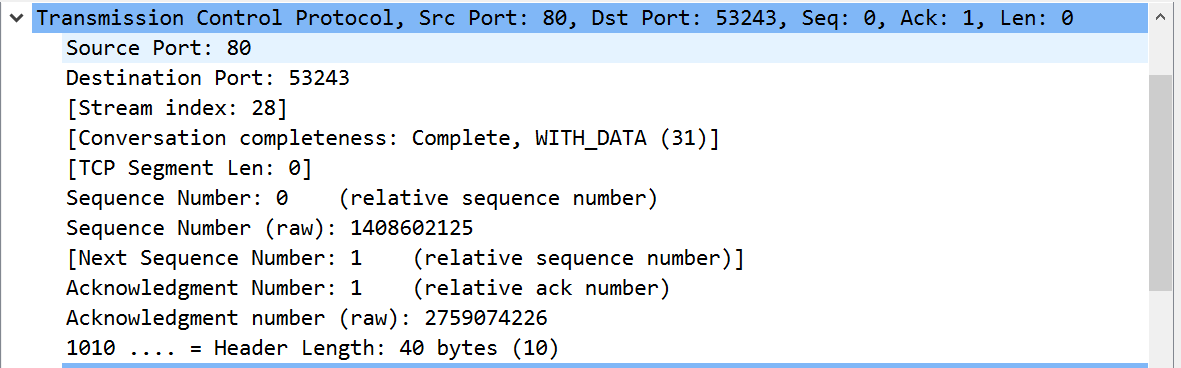 Transmission Control Protocol, Src Port: 80, Dst Port: 53243, Seq: 0, Ack: 1, Len: 0
Source Port: 80
Destination Port: 53243
[Stream index: 28]
[Conversation completeness: Complete, WITH_DATA (31)]
[TCP Segment Len: 0]
Sequence Number: 0    (relative sequence number)
Sequence Number (raw): 1408602125
[Next Sequence Number: 1    (relative sequence number)]
Acknowledgment Number: 1    (relative ack number)
Acknowledgment number (raw): 2759074226
1010 .... = Header Length: 40 bytes (10)